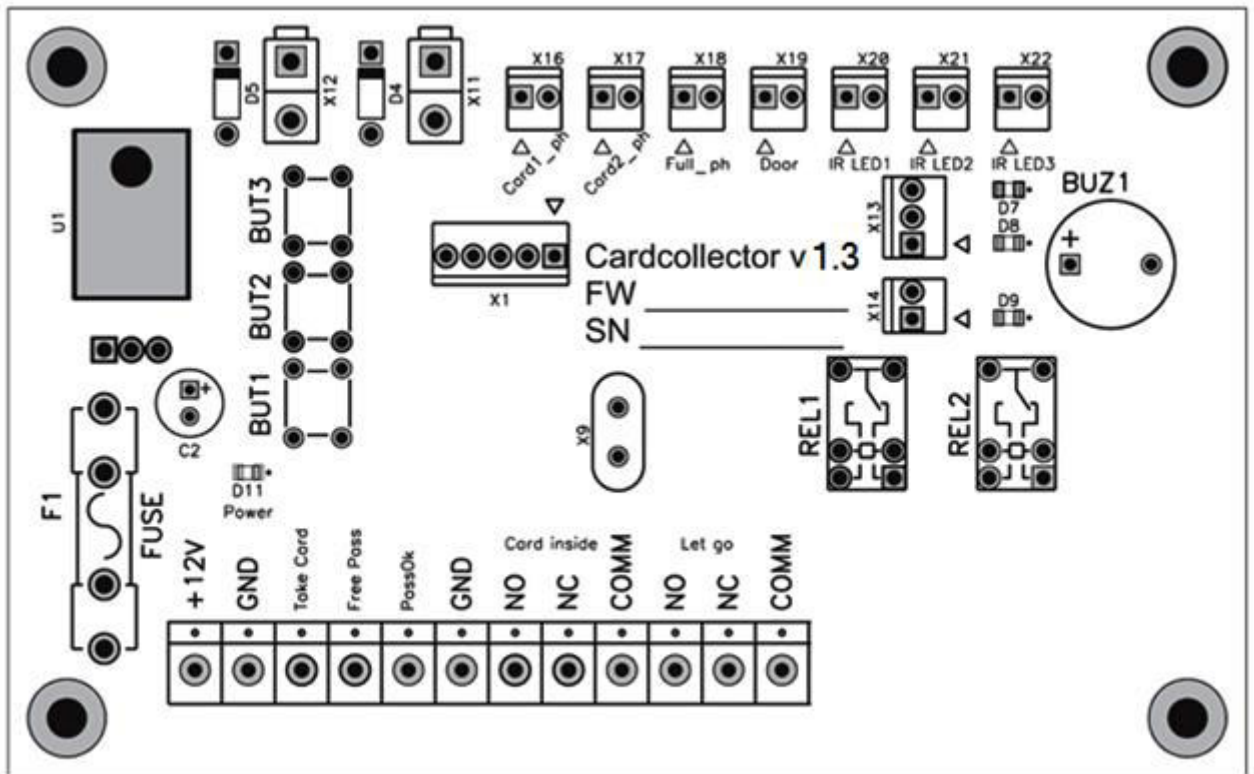 X16
X17
X18
X19
X20
X21
X22
D5
X12
D4
X11
Card1_ph
Card2_ph
Full_ph
Door
IR LED1
IR LED2
IR LED3
U1
BUT3
X13
D7
D8
BUZ1
+
X1
Cardcollector v 1.3
FW
SN
BUT2
X14
D9
BUT1
C2
+
X9
REL1
REL2
D11
Power
F1
FUSE
Card inside
Let go
+12V
GND
Take Card
Free Pass
PassOk
GND
NO
NC
COMM
NO
NC
COMM